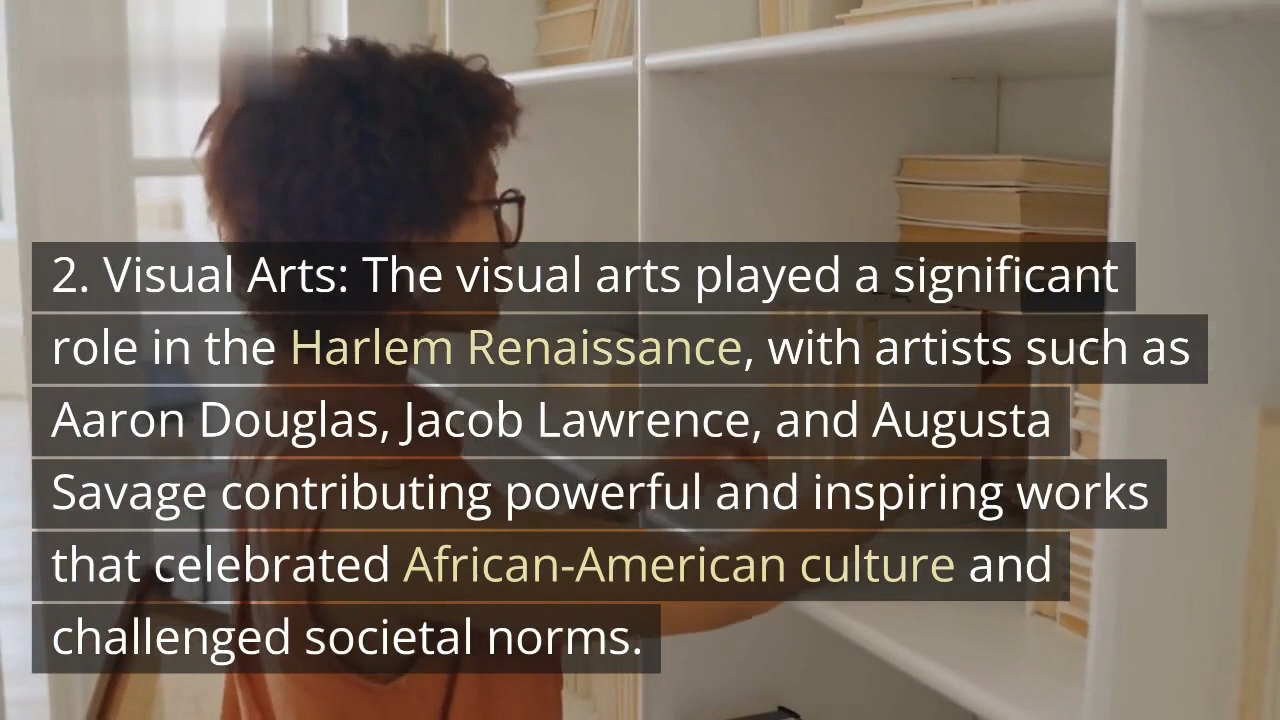 2. Visual Arts: The visual arts played a significant
role in the Harlem Renaissance, with artists such as
Aaron Douglas, Jacob Lawrence, and Augusta
Savage contributing powerful and inspiring works
that celebrated African-American culture and
challenged societal norms.